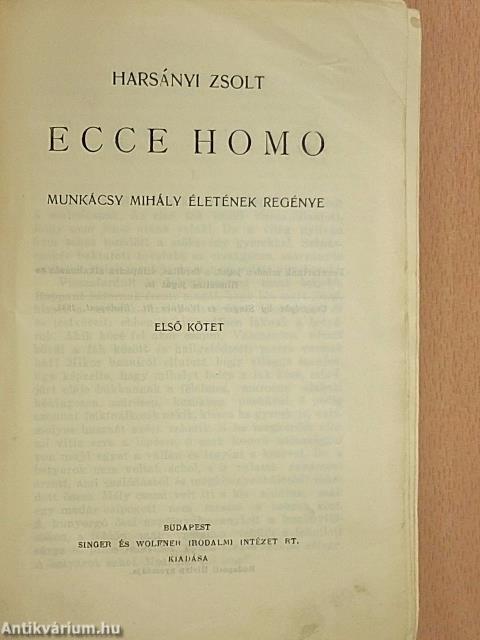 HARSÁNYI ZSOLT
ECCE HOMO
MUNKÁCSY MIHÁLY ÉLETÉNEK REGÉNYE
ELSŐ KÖTET
BUDAPEST
SINGER ÉS WOLFNER IRODALMI INTÉZET RT.
KIADÁSA
Antikvárium.hu